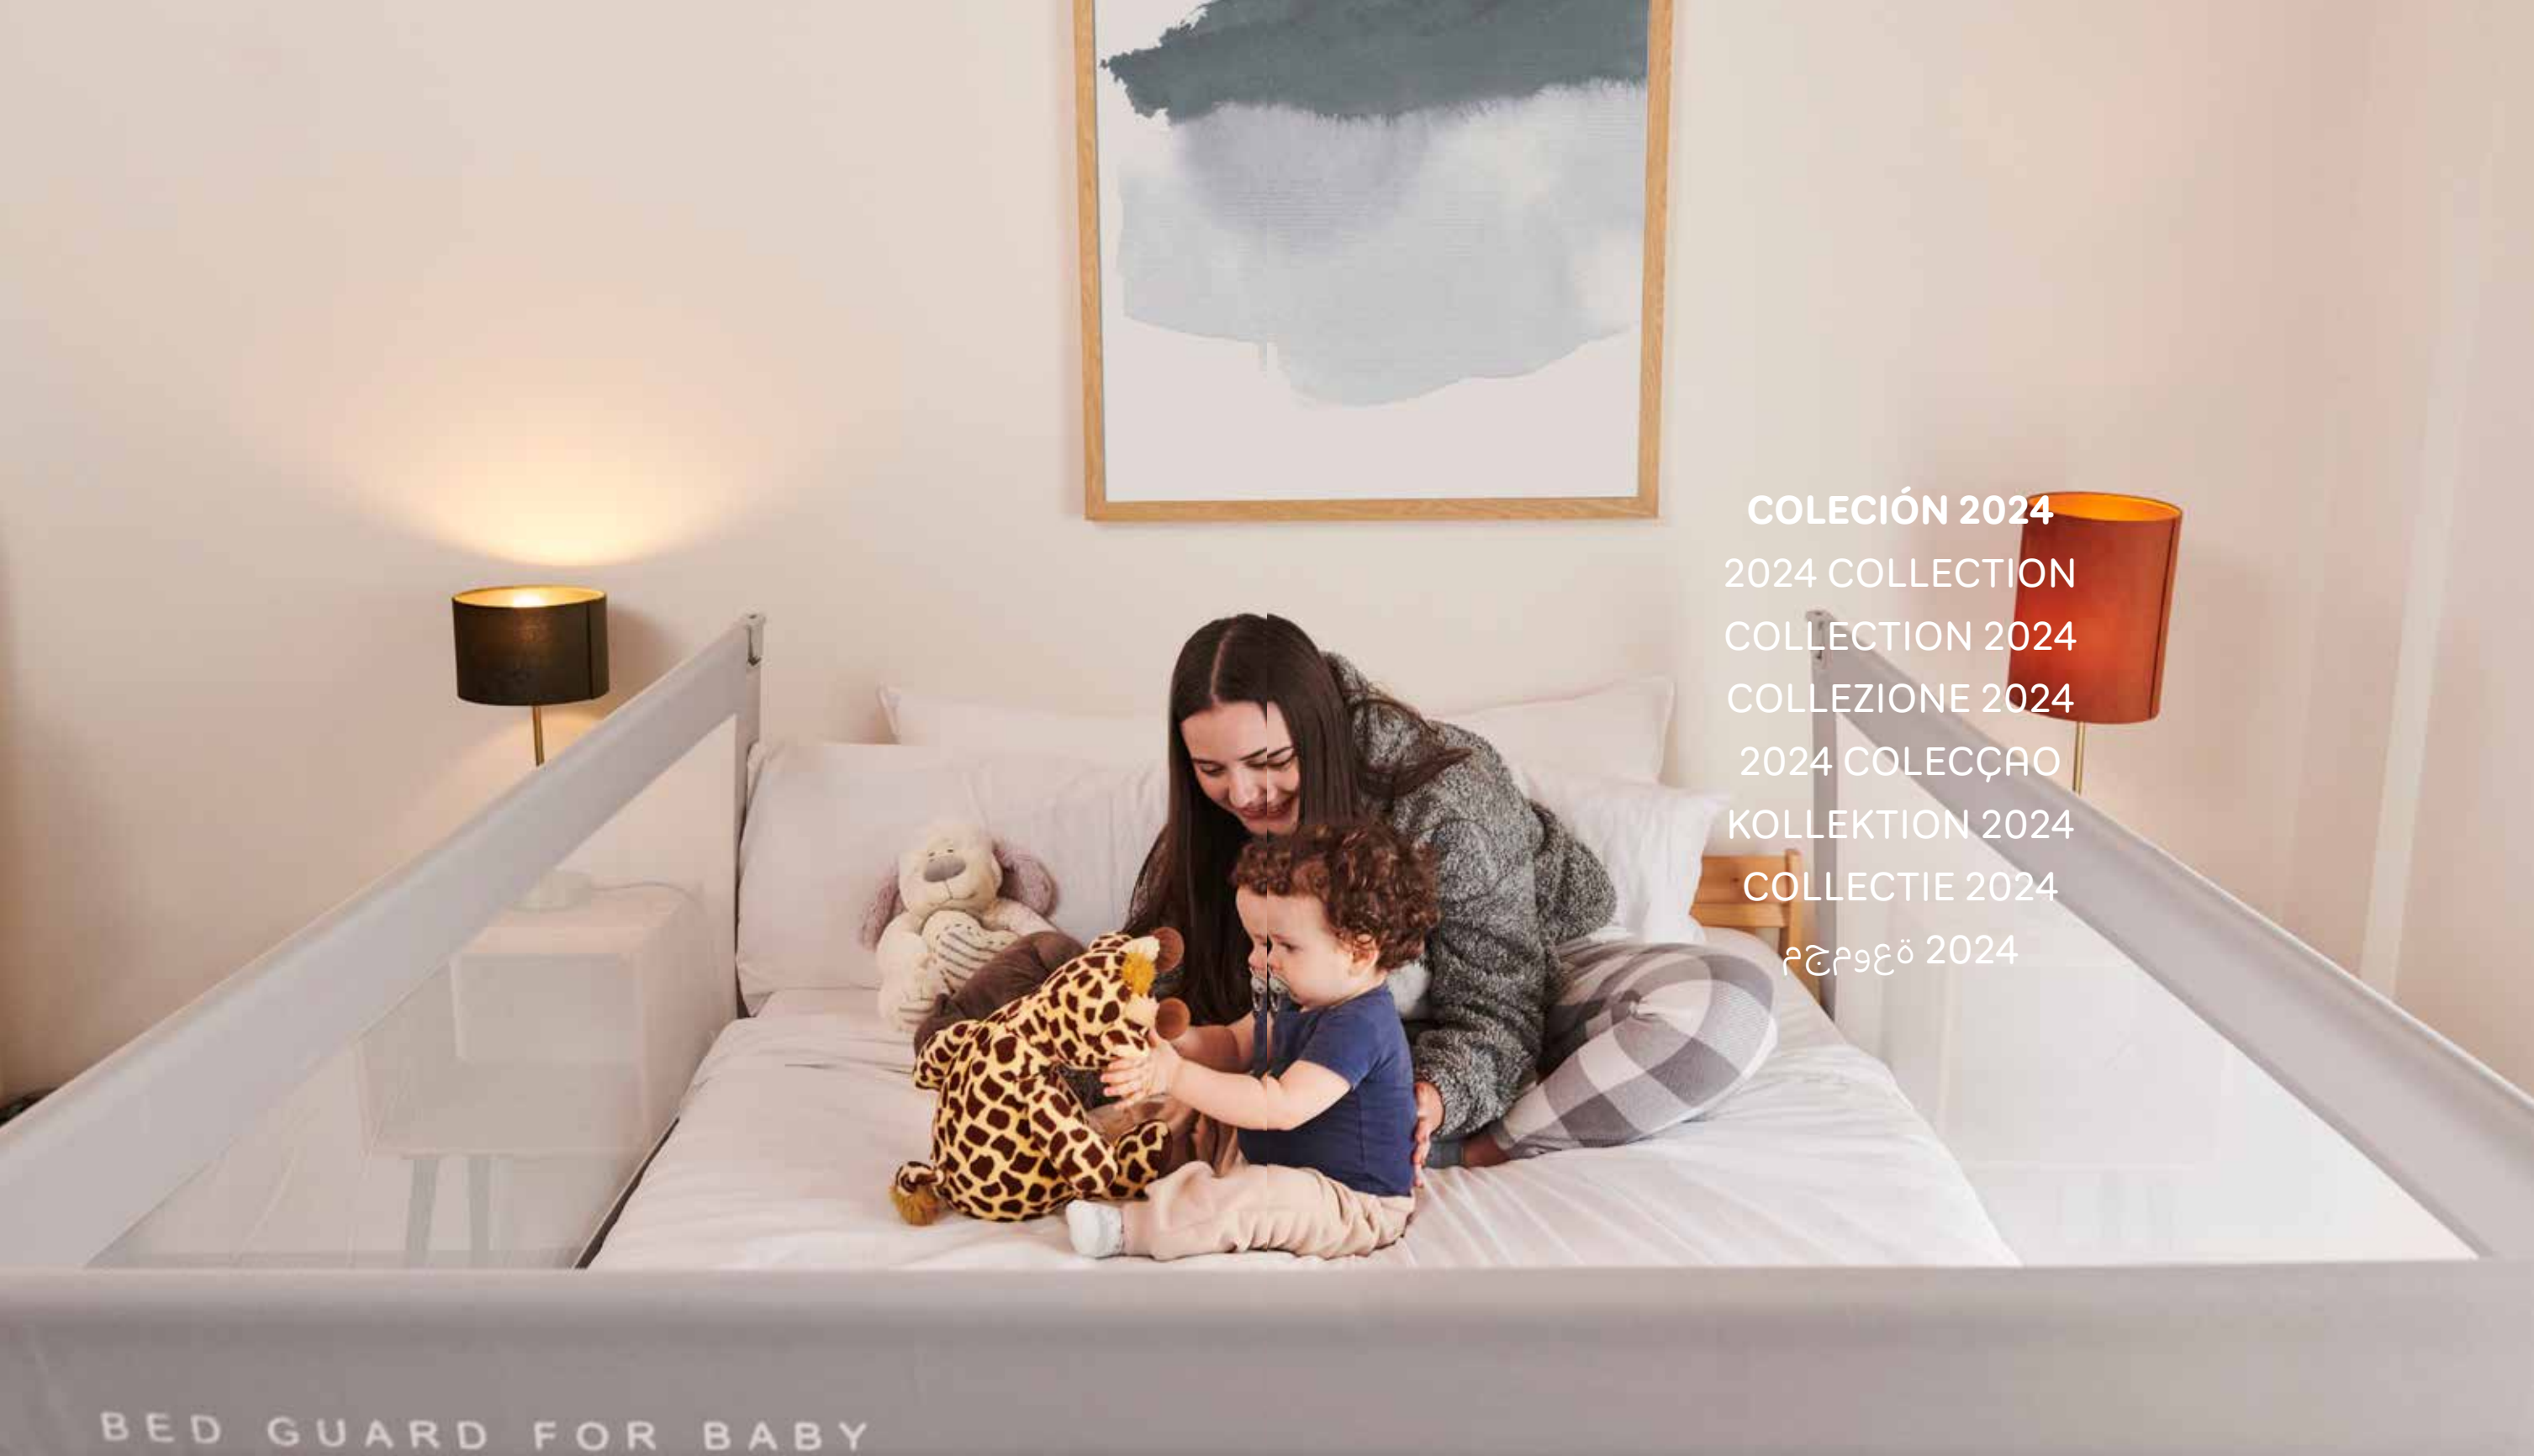 COLECIÓN 2024
2024 COLLECTION
COLLECTION 2024
COLLEZIONE 2024
2024 COLECÇAO
KOLLEKTION 2024
COLLECTIE 2024
مجموعة 2024
BED GUARD FOR BABY